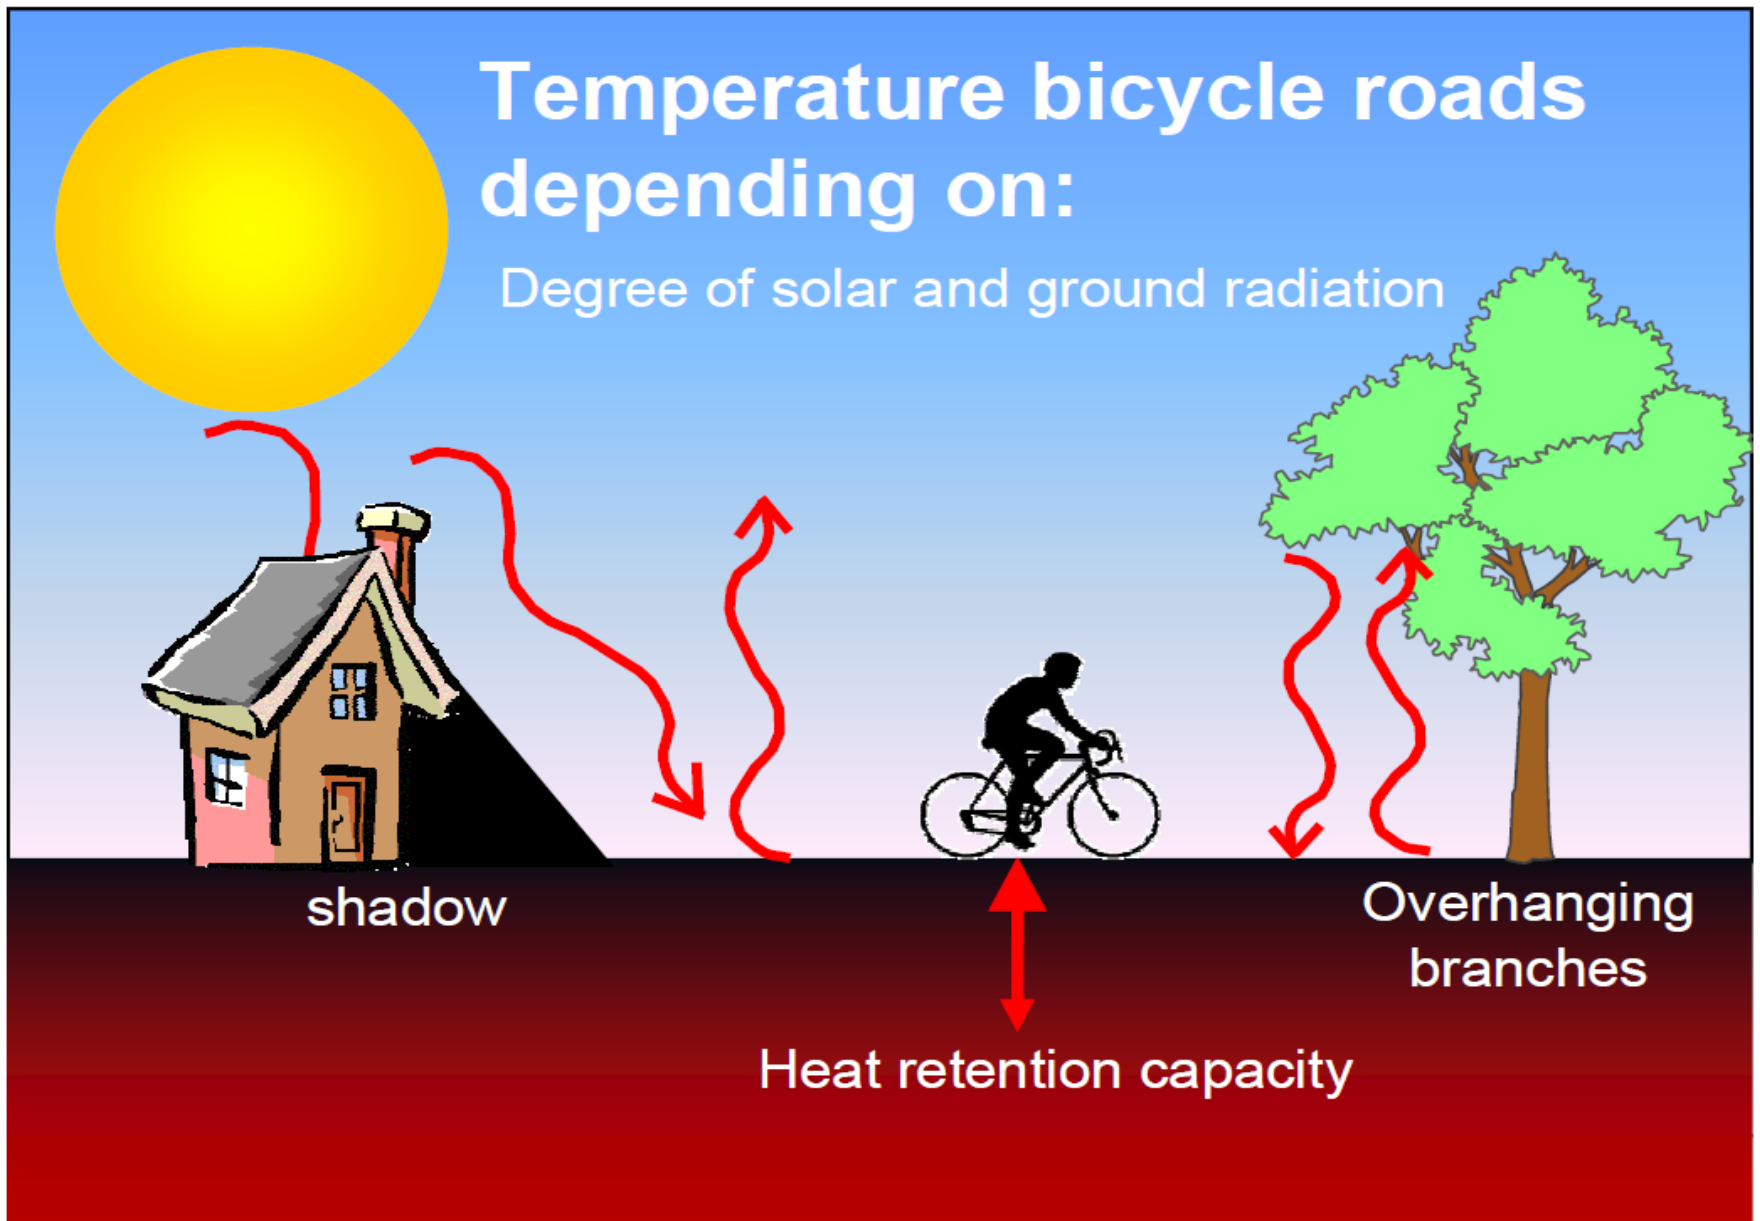 Temperature bicycle roads
depending on:
Degree of solar and ground radiation
shadow
Overhanging
branches
Heat retention capacity